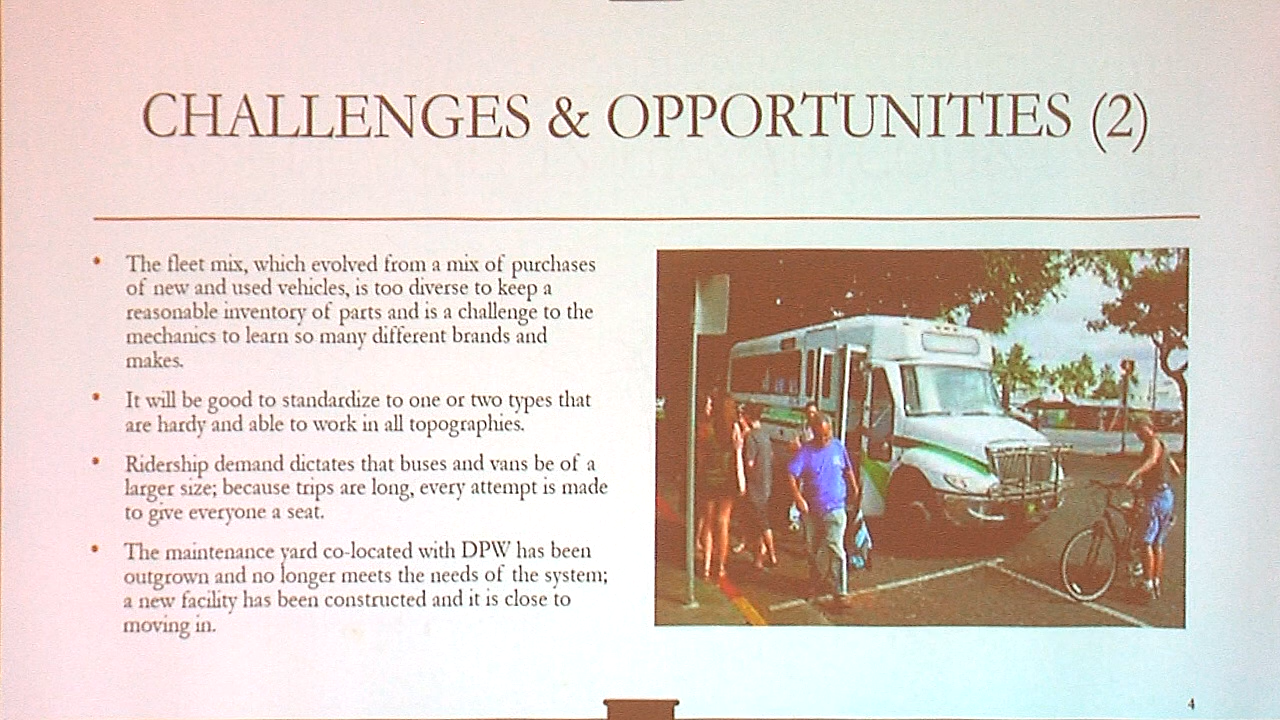 CHALLENGES & OPPORTUNITIES (2)
• The fleet mix, which evolved from a mix of purchases
of new and used vehicles, is too diverse to keep a
reasonable inventory of parts and is a challenge to the
mechanics to learn so many different brands and
makes.
• It will be good to standardize to one or two types that
are hardy and able to work in all topographies.
• Ridership demand dictates that buses and vans be of a
larger size; because trips are long, every attempt is made
to give everyone a seat.
• The maintenance yard co-located with DPW has been
outgrown and no longer meets the needs of the system;
a new facility has been constructed and it is close to
moving in.
4